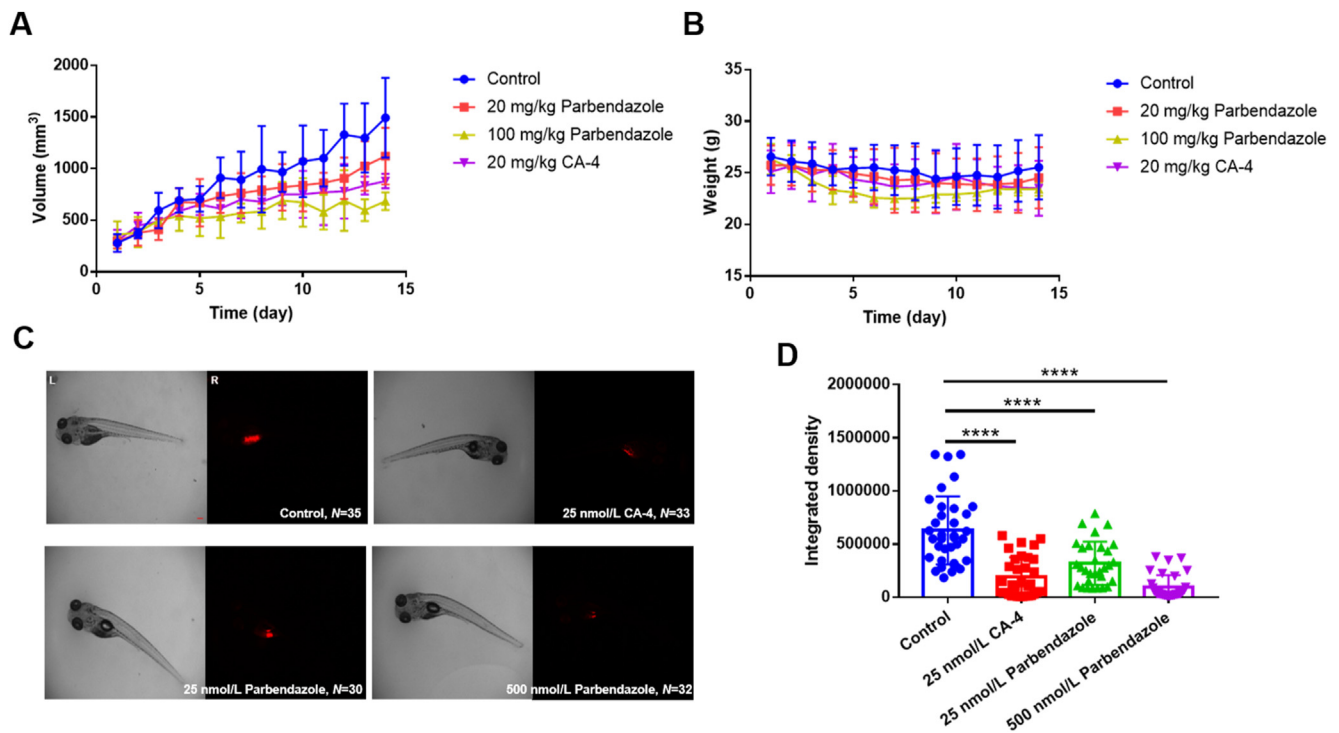 A
2000
1500
1000
500
0
Volume (mm³)
0
5
10
15
Time (day)
Control
20 mg/kg Parbendazole
100 mg/kg Parbendazole
20 mg/kg CA-4
B
35
30
25
20
15
Weight (g)
5
10
15
Time (day)
Control
20 mg/kg Parbendazole
100 mg/kg Parbendazole
20 mg/kg CA-4
C
L
R
Control, N=35
25 nmol/L CA-4, N=33
25 nmol/L Parbendazole, N=30
500 nmol/L Parbendazole, N=32
D
2000000
1500000
1000000
500000
0
Integrated density
****
****
****
Control
25 nmol/L CA-4
25 nmol/L Parbendazole
500 nmol/L Parbendazole